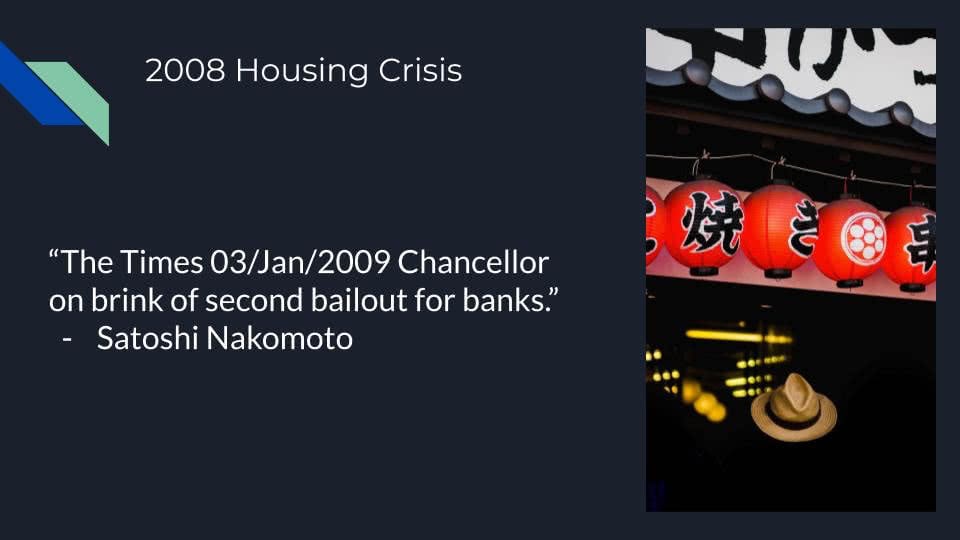 2008 Housing Crisis
“The Times 03/Jan/2009 Chancellor
on brink of second bailout for banks.”
- Satoshi Nakomoto
焼
き
串